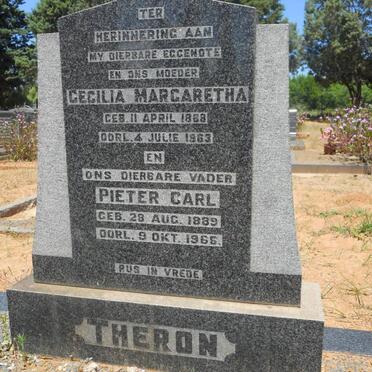 TER
HERINNERING AAN
MY DIERBARE EGGENOTE
EN ONS MOEDER
CECILIA MARGARETHA
GEB. 11 APRIL 1868
OORL. 4 JULIE 1963
EN
ONS DIERBARE VADER
PIETER CARL
GEB. 28 AUG. 1889
OORL. 9 OKT. 1966.
RUS IN VREDE
THERON